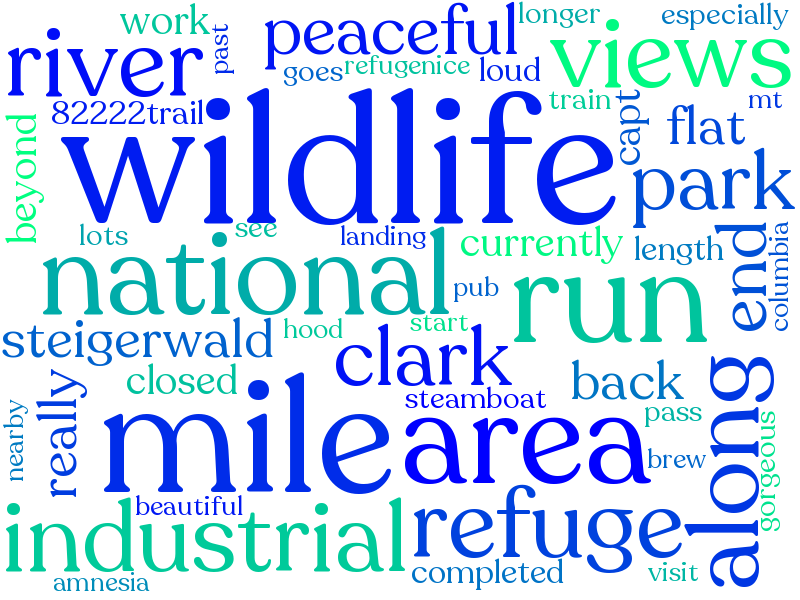 work
past
peaceful
longer
especially
river
goes
refugenice
loud
views
82222trail
train
mt
wildlife
capt
flat
beyond
park
lots
see
landing
currently
length
end
columbia
national
pub
run
steigerwald
hood
start
clark
closed
back
along
nearby
really
mile
steamboat
area
pass
gorgeous
brew
beautiful
industrial
refuge
amnesia
completed
visit